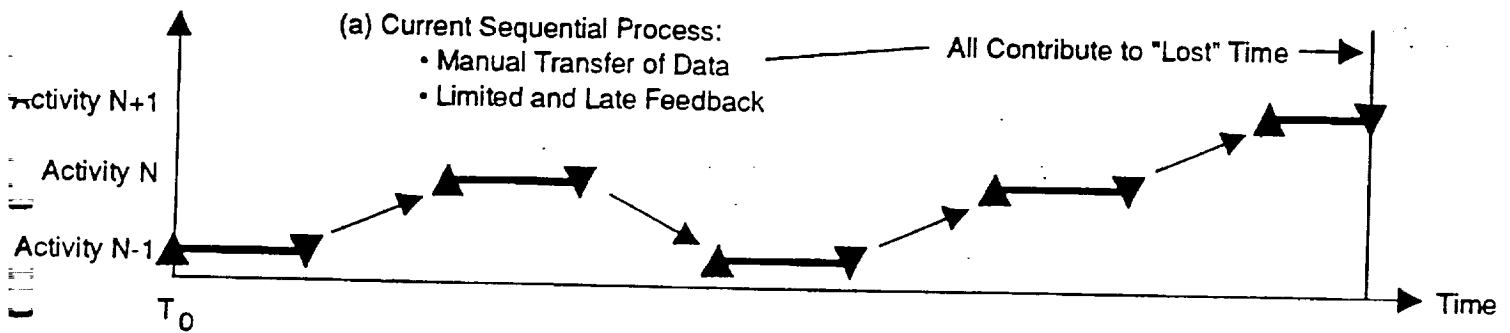 (a) Current Sequential Process:
• Manual Transfer of Data
• Limited and Late Feedback
All Contribute to "Lost" Time
Activity N+1
Activity N
Activity N-1
T0
Time